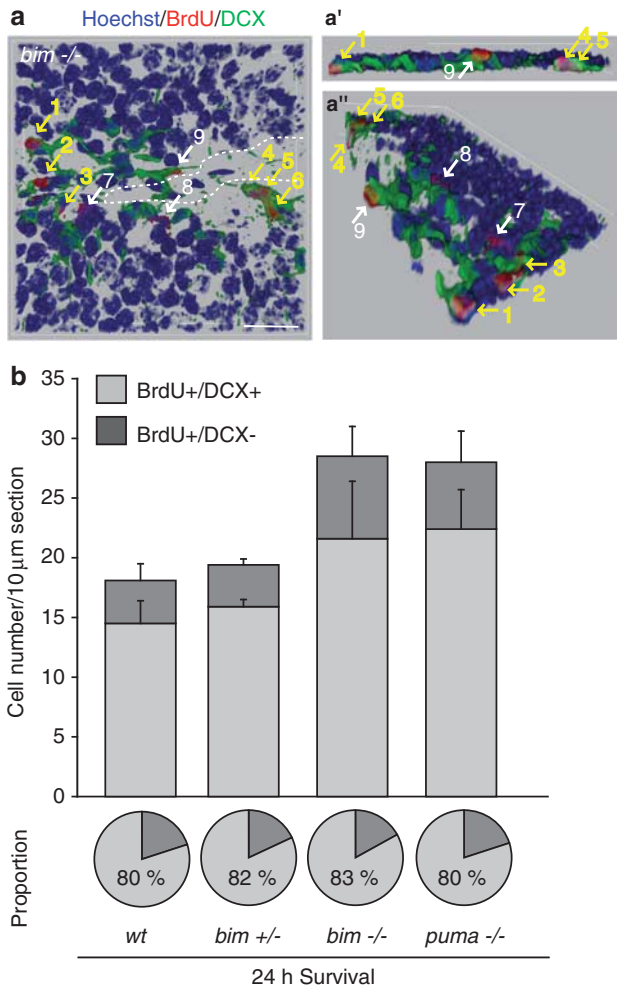 a Hoechst/BrdU/DCX
bim -/-
1
2
3
7
9
8
4
5
6
a'
1
9
4
5
a''
5
6
4
8
9
7
3
2
1
b
35
30
25
20
15
10
5
0
Cell number/10 µm section
BrdU+/DCX+
BrdU+/DCX-
Proportion
80 % 82 % 83 % 80 %
wt bim +/- bim -/- puma -/-
24 h Survival